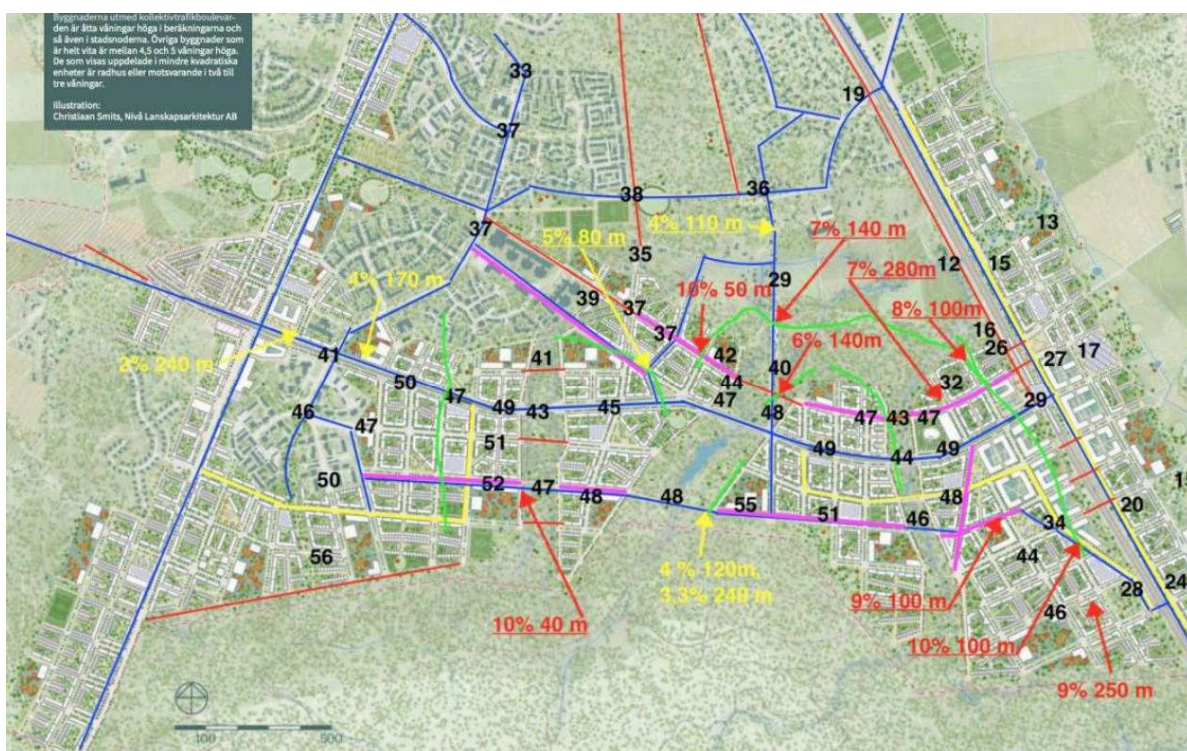 Byggnaderna utmed kollektivtrafikboulevar-
den är åtta våningar höga i beräkningarna och
så även i stadsnoderna. Övriga byggnader som
är helt vita är mellan 4,5 och 5 våningar höga.
De som visas uppdelade i mindre kvadratiska
enheter är radhus eller motsvarande i två till
tre våningar.
Illustration:
Christiaan Smits, Nivå Lanskapsarkitektur AB
33
19
37
38
36
37
4% 110 m
7% 140 m
13
5% 80 m
35
12
15
7% 280m
4% 170 m
29
10% 50 m
39
37
8% 100m
16
37
26
17
41
6% 140m
27
2% 240 m
41
42
40
32
50
44
29
47
49
43
45
47
48
47
43
47
46
47
51
49
44
49
50
52
47
48
48
55
51
46
48
20
34
56
4 % 120m,
3,3% 240 m
44
28
24
10% 40 m
9% 100 m
46
10% 100 m
9% 250 m
100